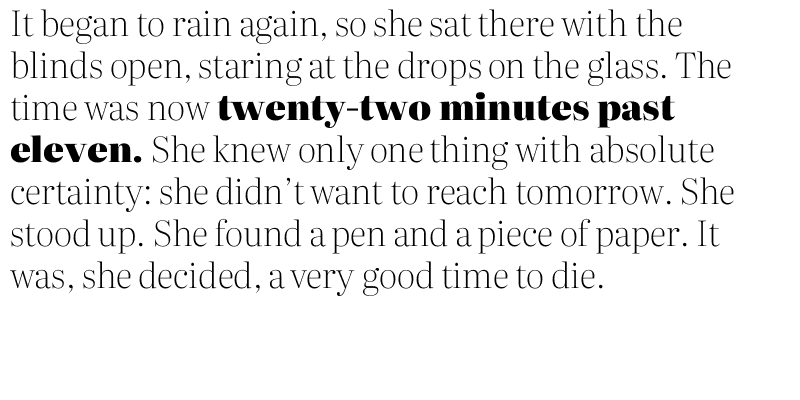 It began to rain again, so she sat there with the
blinds open, staring at the drops on the glass. The
time was now twenty-two minutes past
eleven. She knew only one thing with absolute
certainty: she didn’t want to reach tomorrow. She
stood up. She found a pen and a piece of paper. It
was, she decided, a very good time to die.